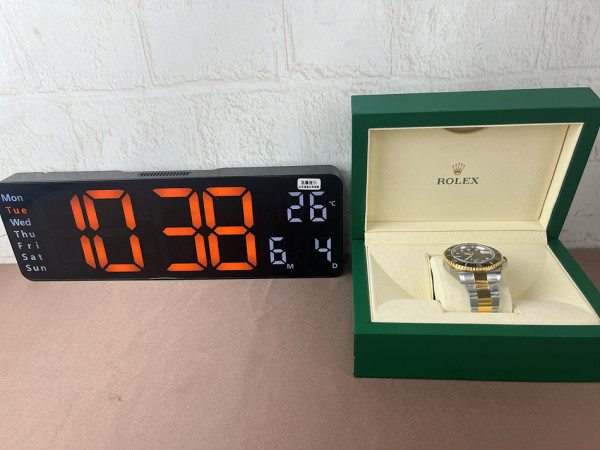 Mon
Tue
Wed
Thu
Fri
Sat
Sun
10 38
26 °C
6 M 4 D
ROLEX